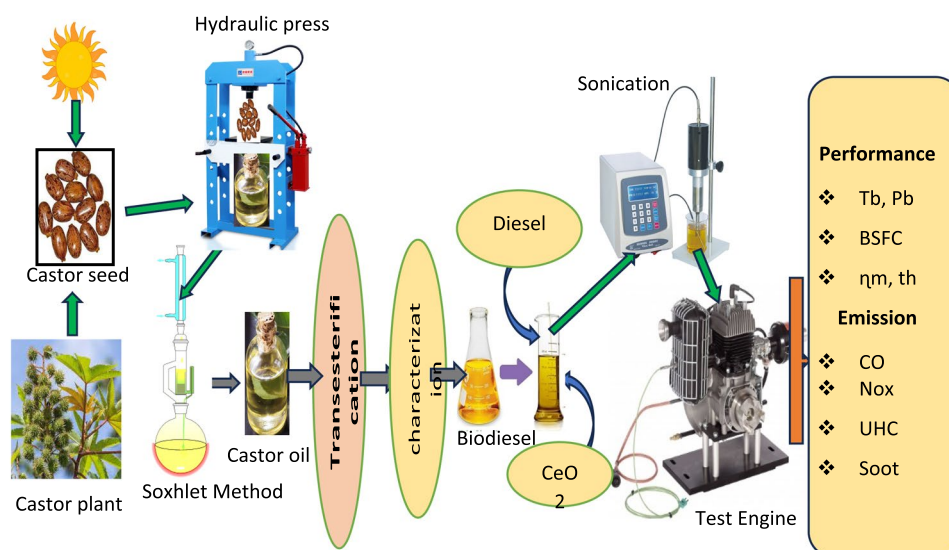 Hydraulic press
Sonication
Castor seed
Diesel
Performance
❖ Tb, Pb
❖ BSFC
❖ ηm, th
Emission
❖ CO
❖ Nox
❖ UHC
❖ Soot
Transesterifi
cation
characterizat
ion
Castor plant
Soxhlet Method
Castor oil
Biodiesel
CeO
2
Test Engine